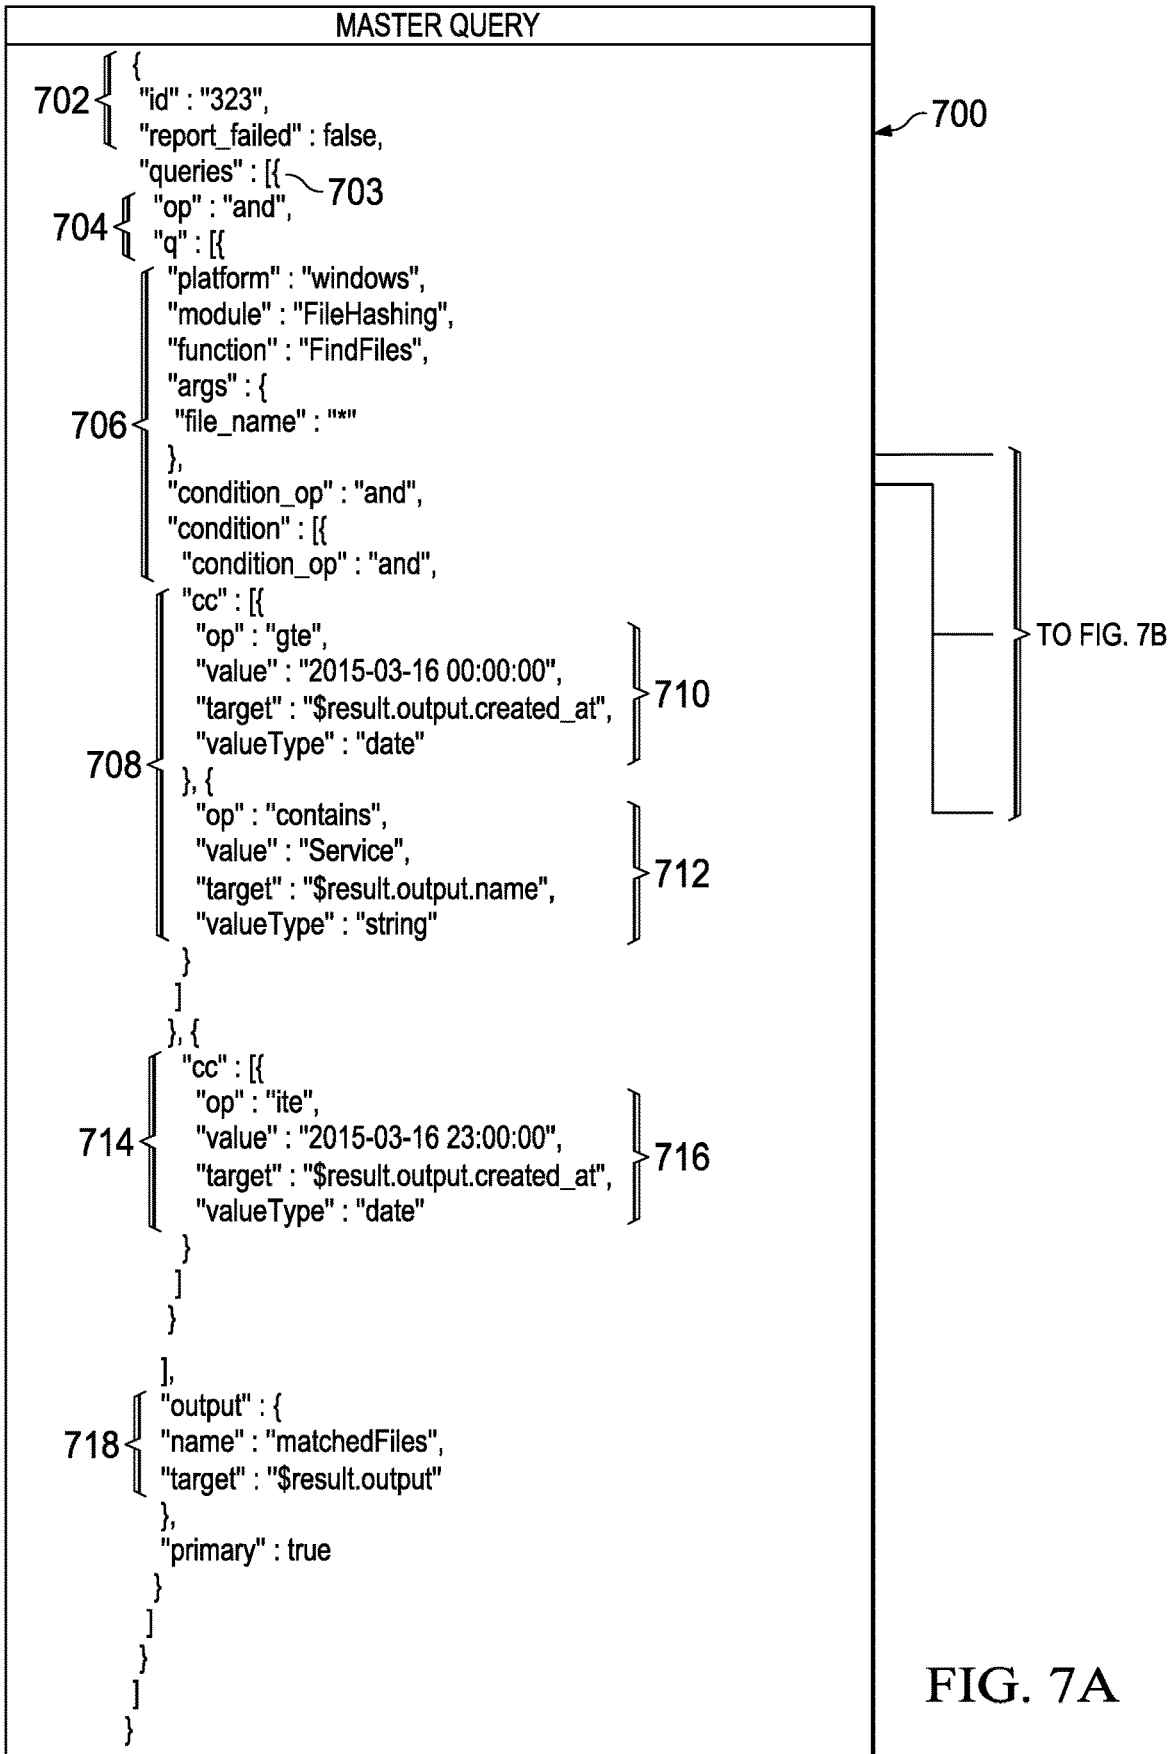 MASTER QUERY
{
702
"id" : "323",
"report_failed" : false,
700
"queries" : [{
703
704
"op" : "and",
"q" : [{
"platform" : "windows",
"module" : "FileHashing",
"function" : "FindFiles",
"args" : {
706
"file_name" : "*"
},
"condition_op" : "and",
"condition" : [{
"condition_op" : "and",
708
"cc" : [{
"op" : "gte",
"value" : "2015-03-16 00:00:00",
"target" : "$result.output.created_at",
"valueType" : "date"
710
TO FIG. 7B
}, {
"op" : "contains",
"value" : "Service",
"target" : "$result.output.name",
"valueType" : "string"
712
}
]
}, {
714
"cc" : [{
"op" : "ite",
"value" : "2015-03-16 23:00:00",
"target" : "$result.output.created_at",
"valueType" : "date"
716
}
]
}
],
718
"output" : {
"name" : "matchedFiles",
"target" : "$result.output"
},
"primary" : true
}
]
}
]
}
FIG. 7A